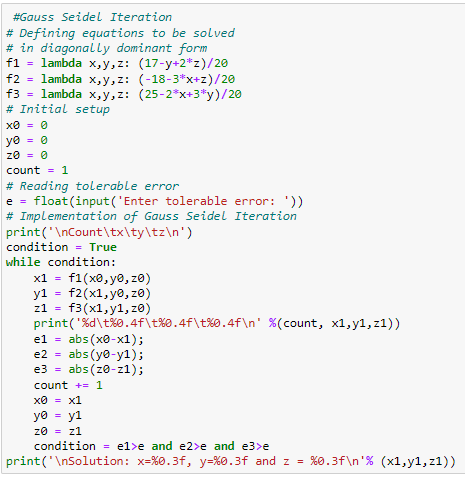 #Gauss Seidel Iteration
# Defining equations to be solved
# in diagonally dominant form
f1 = lambda x,y,z: (17-y+2*z)/20
f2 = lambda x,y,z: (-18-3*x+z)/20
f3 = lambda x,y,z: (25-2*x+3*y)/20
# Initial setup
x0 = 0
y0 = 0
z0 = 0
count = 1
# Reading tolerable error
e = float(input('Enter tolerable error: '))
# Implementation of Gauss Seidel Iteration
print('\nCount\tx\ty\tz\n')
condition = True
while condition:
    x1 = f1(x0,y0,z0)
    y1 = f2(x1,y0,z0)
    z1 = f3(x1,y1,z0)
    print('%d\t%0.4f\t%0.4f\t%0.4f\n' %(count, x1,y1,z1))
    e1 = abs(x0-x1);
    e2 = abs(y0-y1);
    e3 = abs(z0-z1);
    count += 1
    x0 = x1
    y0 = y1
    z0 = z1
    condition = e1>e and e2>e and e3>e
print('\nSolution: x=%0.3f, y=%0.3f and z = %0.3f\n'% (x1,y1,z1))